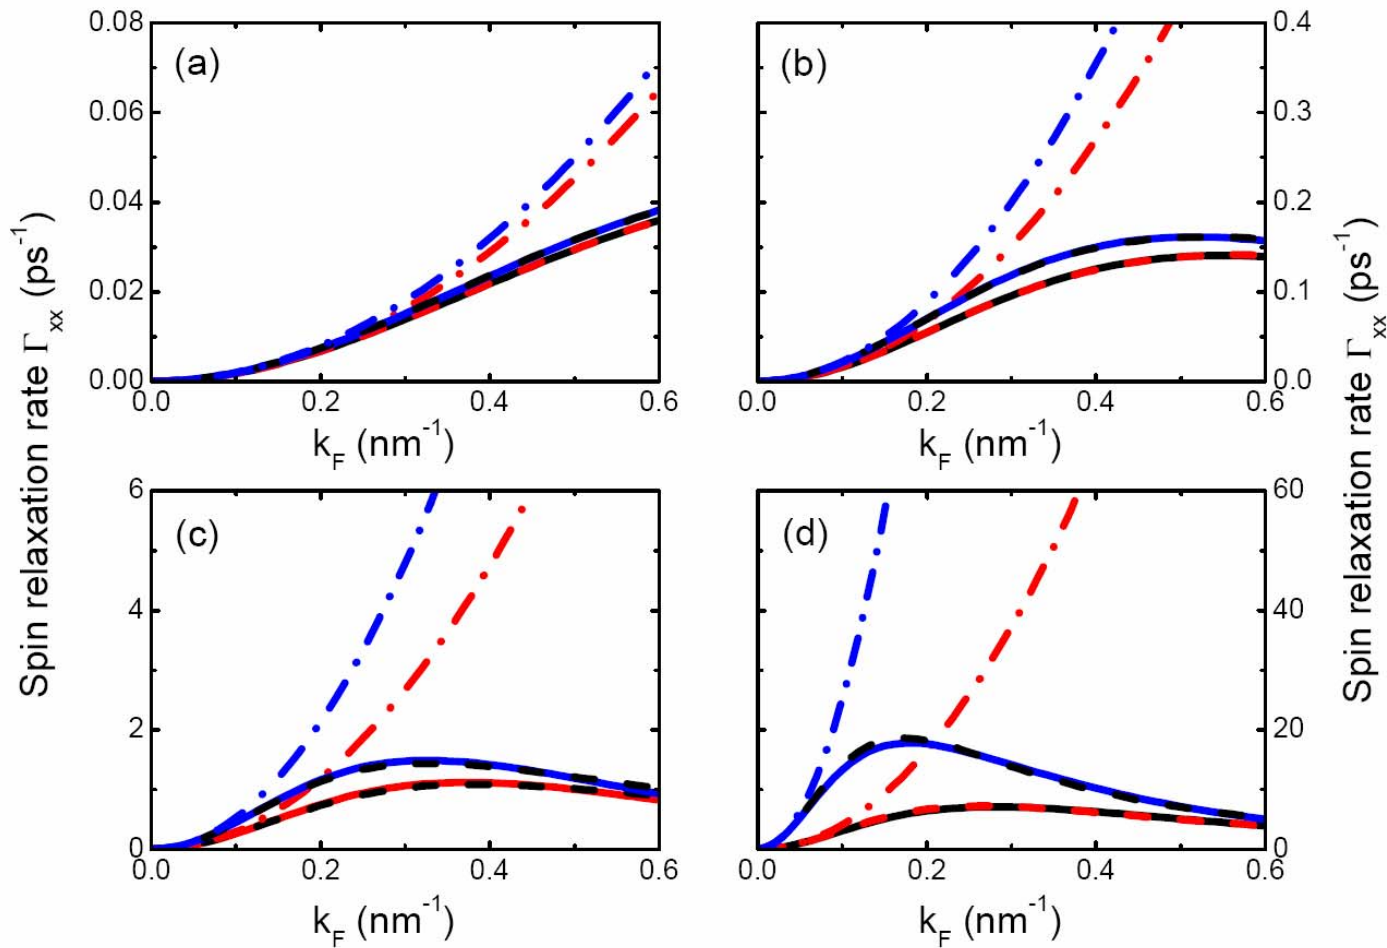 Spin relaxation rate Γxx (ps⁻¹)
(a)
0.08
0.06
0.04
0.02
0.00
0.0 0.2 0.4 0.6
kF (nm⁻¹)
(b)
0.4
0.3
0.2
0.1
0.0
0.0 0.2 0.4 0.6
kF (nm⁻¹)
(c)
6
4
2
0
0.0 0.2 0.4 0.6
kF (nm⁻¹)
(d)
60
40
20
0
0.0 0.2 0.4 0.6
kF (nm⁻¹)
Spin relaxation rate Γxx (ps⁻¹)